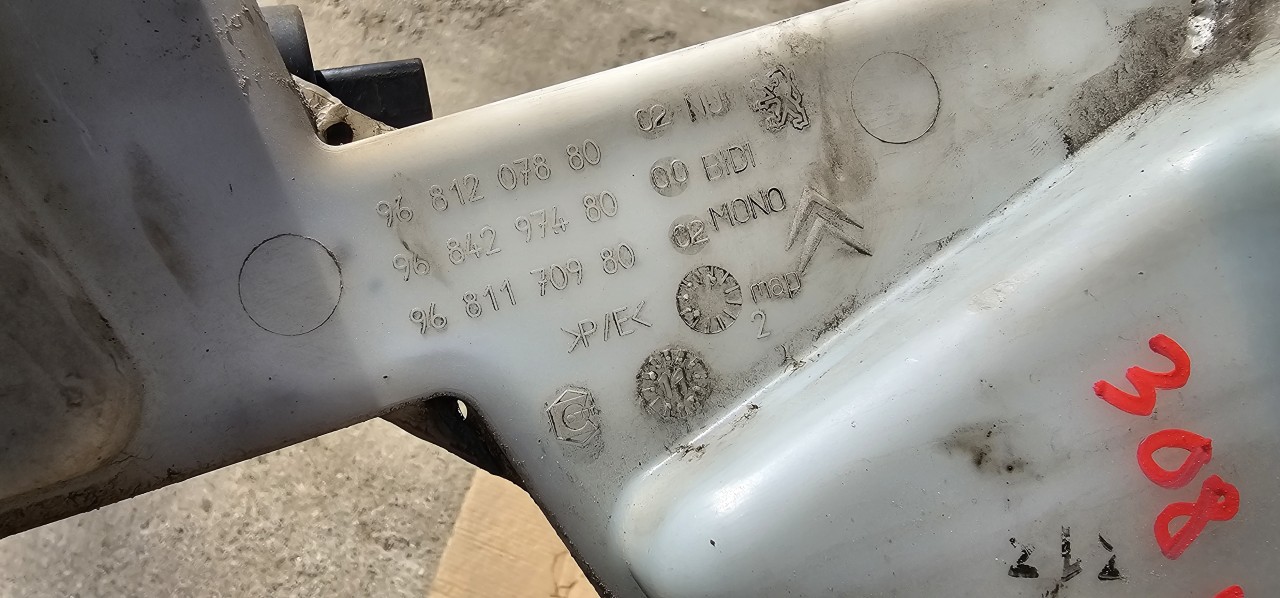 96 812 078 80 02 NU
96 842 974 80 00 BIDI
96 811 709 80 02 MONO
>P/E< map
2
308